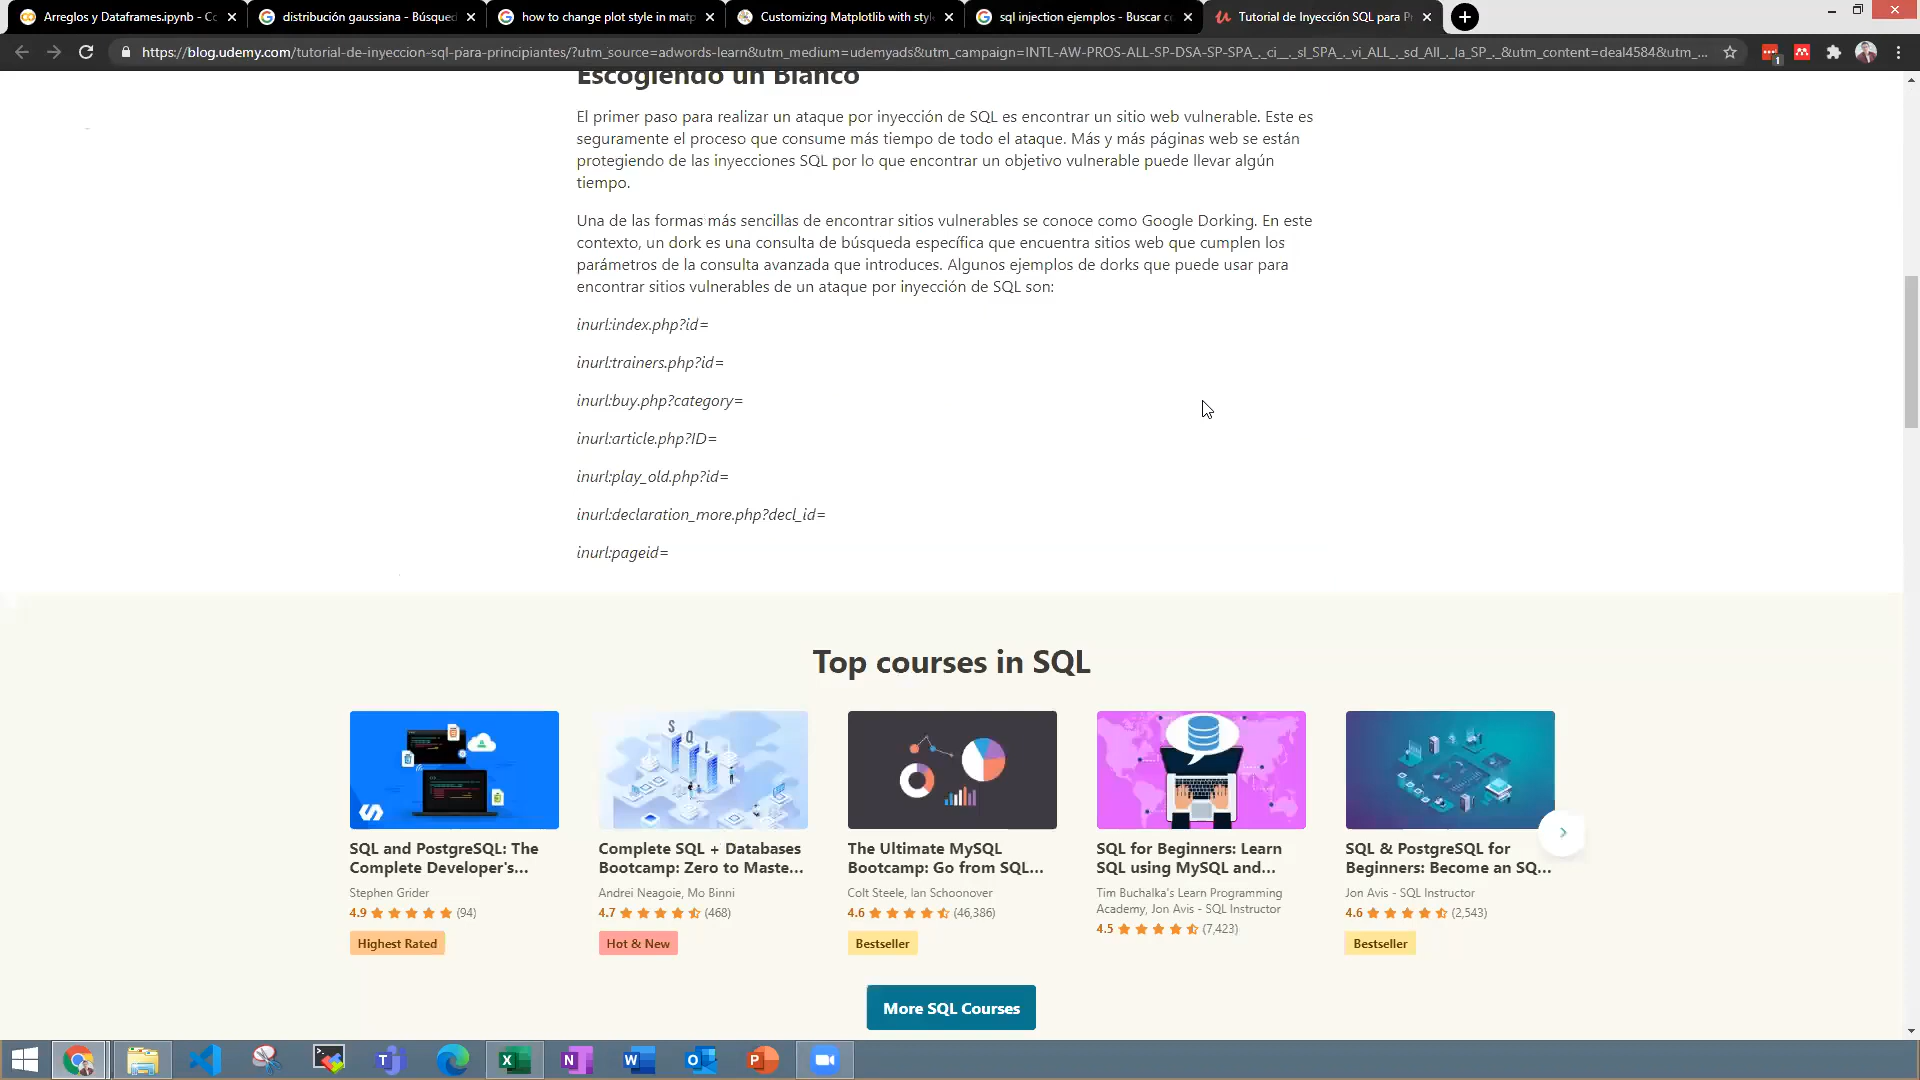 Arreglos y Dataframes.ipynb - Co
distribución gaussiana - Búsqued
how to change plot style in matp
Customizing Matplotlib with styl
sql injection ejemplos - Buscar c
Tutorial de Inyección SQL para P
https://blog.udemy.com/tutorial-de-inyeccion-sql-para-principiantes/?utm_source=adwords-learn&utm_medium=udemyads&utm_campaign=INTL-AW-PROS-ALL-SP-DSA-SP-SPA_._ci__._sl_SPA_._vi_ALL_._sd_All_._la_SP_._&utm_content=deal4584&utm_...
Escogiendo un Blanco
El primer paso para realizar un ataque por inyección de SQL es encontrar un sitio web vulnerable. Este es
seguramente el proceso que consume más tiempo de todo el ataque. Más y más páginas web se están
protegiendo de las inyecciones SQL por lo que encontrar un objetivo vulnerable puede llevar algún
tiempo.
Una de las formas más sencillas de encontrar sitios vulnerables se conoce como Google Dorking. En este
contexto, un dork es una consulta de búsqueda específica que encuentra sitios web que cumplen los
parámetros de la consulta avanzada que introduces. Algunos ejemplos de dorks que puede usar para
encontrar sitios vulnerables de un ataque por inyección de SQL son:
inurl:index.php?id=
inurl:trainers.php?id=
inurl:buy.php?category=
inurl:article.php?ID=
inurl:play_old.php?id=
inurl:declaration_more.php?decl_id=
inurl:pageid=
Top courses in SQL
SQL
SQL and PostgreSQL: The
Complete Developer's...
Stephen Grider
4.9 (94)
Highest Rated
Complete SQL + Databases
Bootcamp: Zero to Maste...
Andrei Neagoie, Mo Binni
4.7 (468)
Hot & New
The Ultimate MySQL
Bootcamp: Go from SQL...
Colt Steele, Ian Schoonover
4.6 (46,386)
Bestseller
SQL for Beginners: Learn
SQL using MySQL and...
Tim Buchalka's Learn Programming
Academy, Jon Avis - SQL Instructor
4.5 (7,423)
SQL & PostgreSQL for
Beginners: Become an SQ...
Jon Avis - SQL Instructor
4.6 (2,543)
Bestseller
More SQL Courses